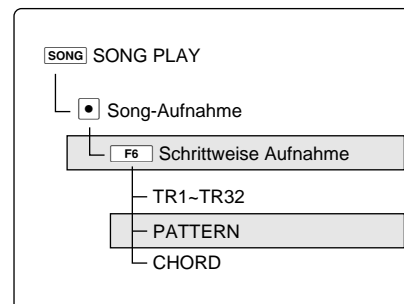 SONG SONG PLAY
Song-Aufnahme
F6 Schrittweise Aufnahme
TR1~TR32
PATTERN
CHORD